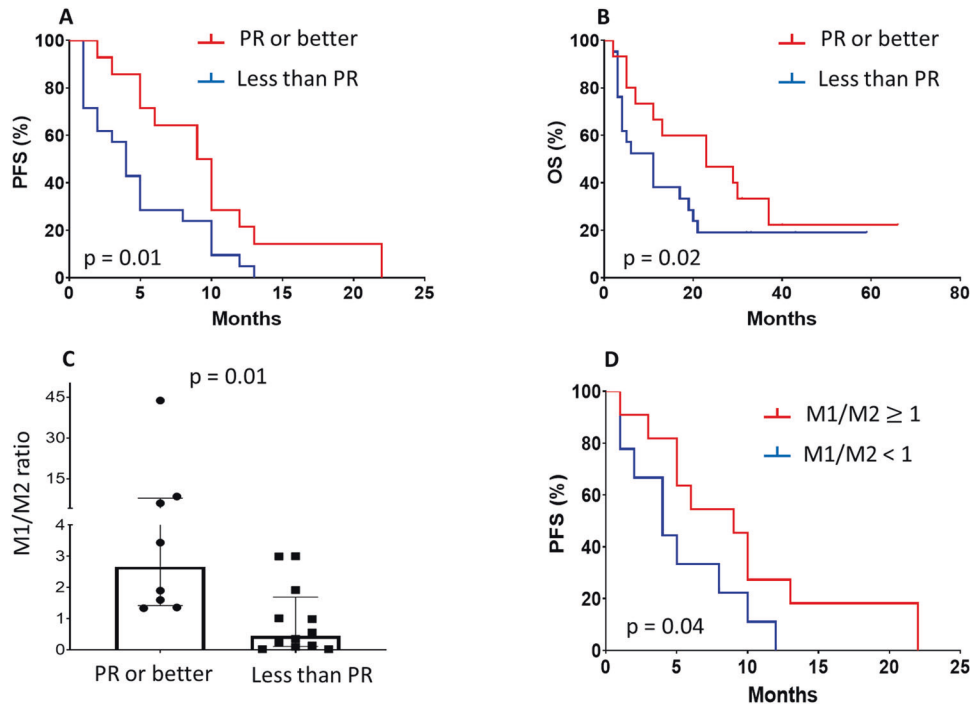 A
PR or better
Less than PR
PFS (%)
100
80
60
40
20
0
p = 0.01
0 5 10 15 20 25
Months
B
PR or better
Less than PR
OS (%)
100
80
60
40
20
0
p = 0.02
0 20 40 60 80
Months
C
p = 0.01
M1/M2 ratio
45
15
4
3
2
1
0
PR or better Less than PR
D
M1/M2 ≥ 1
M1/M2 < 1
PFS (%)
100
80
60
40
20
0
p = 0.04
0 5 10 15 20 25
Months